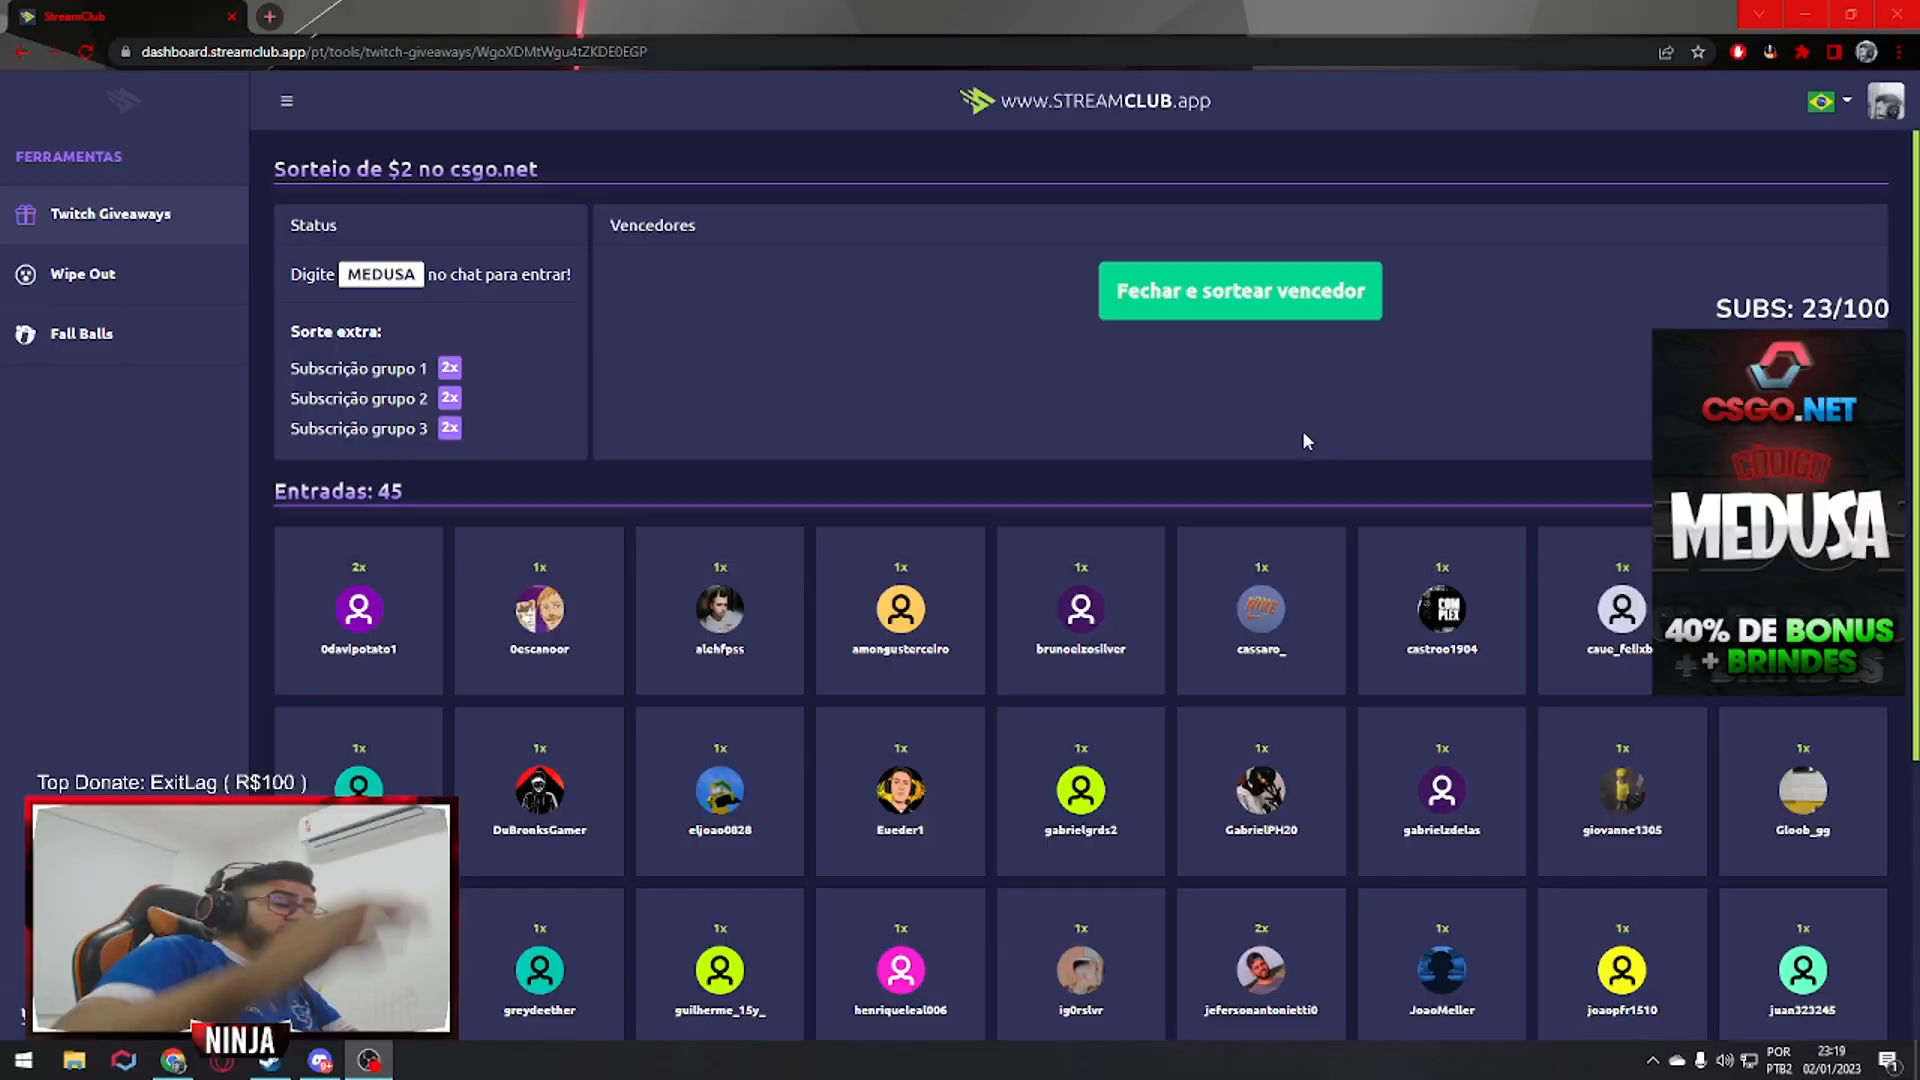 StreamClub
dashboard.streamclub.app/pt/tools/twitch-giveaways/WgoXDMtWgu4tZKDE0EGP
www.STREAMCLUB.app
FERRAMENTAS
Twitch Giveaways
Wipe Out
Fall Balls
Sorteio de $2 no csgo.net
Status
Vencedores
Digite MEDUSA no chat para entrar!
Fechar e sortear vencedor
Sorte extra:
Subscrição grupo 1 2x
Subscrição grupo 2 2x
Subscrição grupo 3 2x
SUBS: 23/100
CSGO.NET
CÓDIGO
MEDUSA
40% DE BONUS
+ BRINDES
Entradas: 45
2x 1x 1x 1x 1x 1x 1x 1x
0davipotato1 0escanoor alehfpss amongusterceiro brunoelzosilver cassaro_ castroo1904 caue_felixb
1x 1x 1x 1x 1x 1x 1x 1x 1x
DuBronksGamer eljoao0828 Eueder1 gabrielgrds2 GabrielPH20 gabrielzdelas giovanne1305 Gloob_gg
1x 1x 1x 1x 2x 1x 1x 1x
greydeether guilherme_15y_ henriqueleal006 ig0rslvr jefersonantonietti0 JoaoMeller joaopfr1510 juan323245
Top Donate: ExitLag ( R$100 )
NINJA
POR
PTB2
23:19
02/01/2023